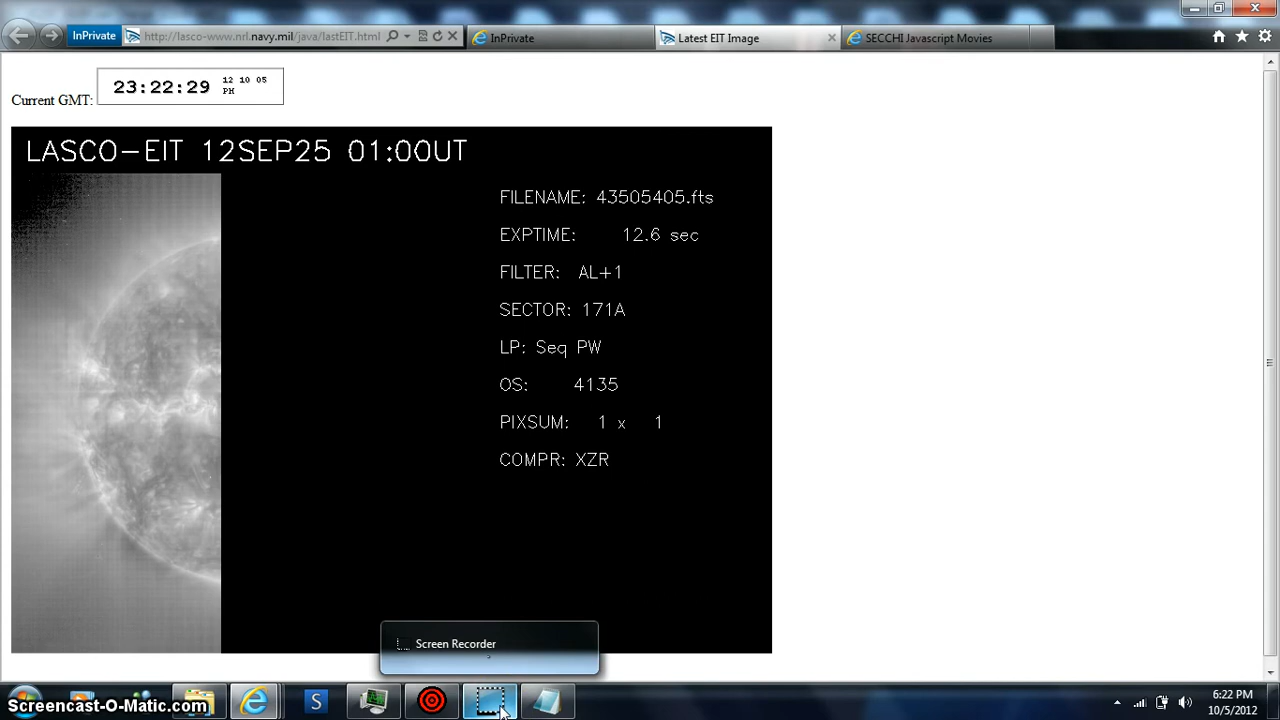 InPrivate
http://lasco-www.nrl.navy.mil/java/lastEIT.html
InPrivate
Latest EIT Image
SECCHI Javascript Movies
Current GMT:
23:22:29
12 10 05
PM
LASCO-EIT 12SEP25 01:00UT
FILENAME: 43505405.fts
EXPTIME: 12.6 sec
FILTER: AL+1
SECTOR: 171A
LP: Seq PW
OS: 4135
PIXSUM: 1 x 1
COMPR: XZR
Screen Recorder
S
Screencast-O-Matic.com
6:22 PM
10/5/2012